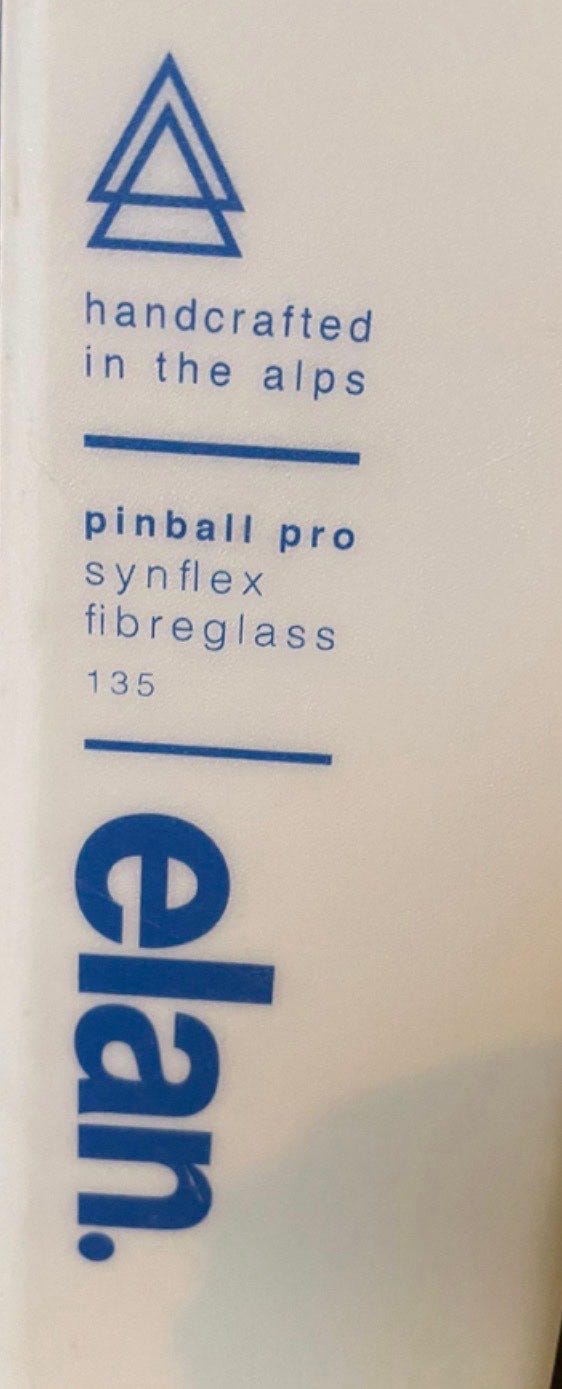 handcrafted
in the alps
pinball pro
synflex
fibreglass
135
elan.